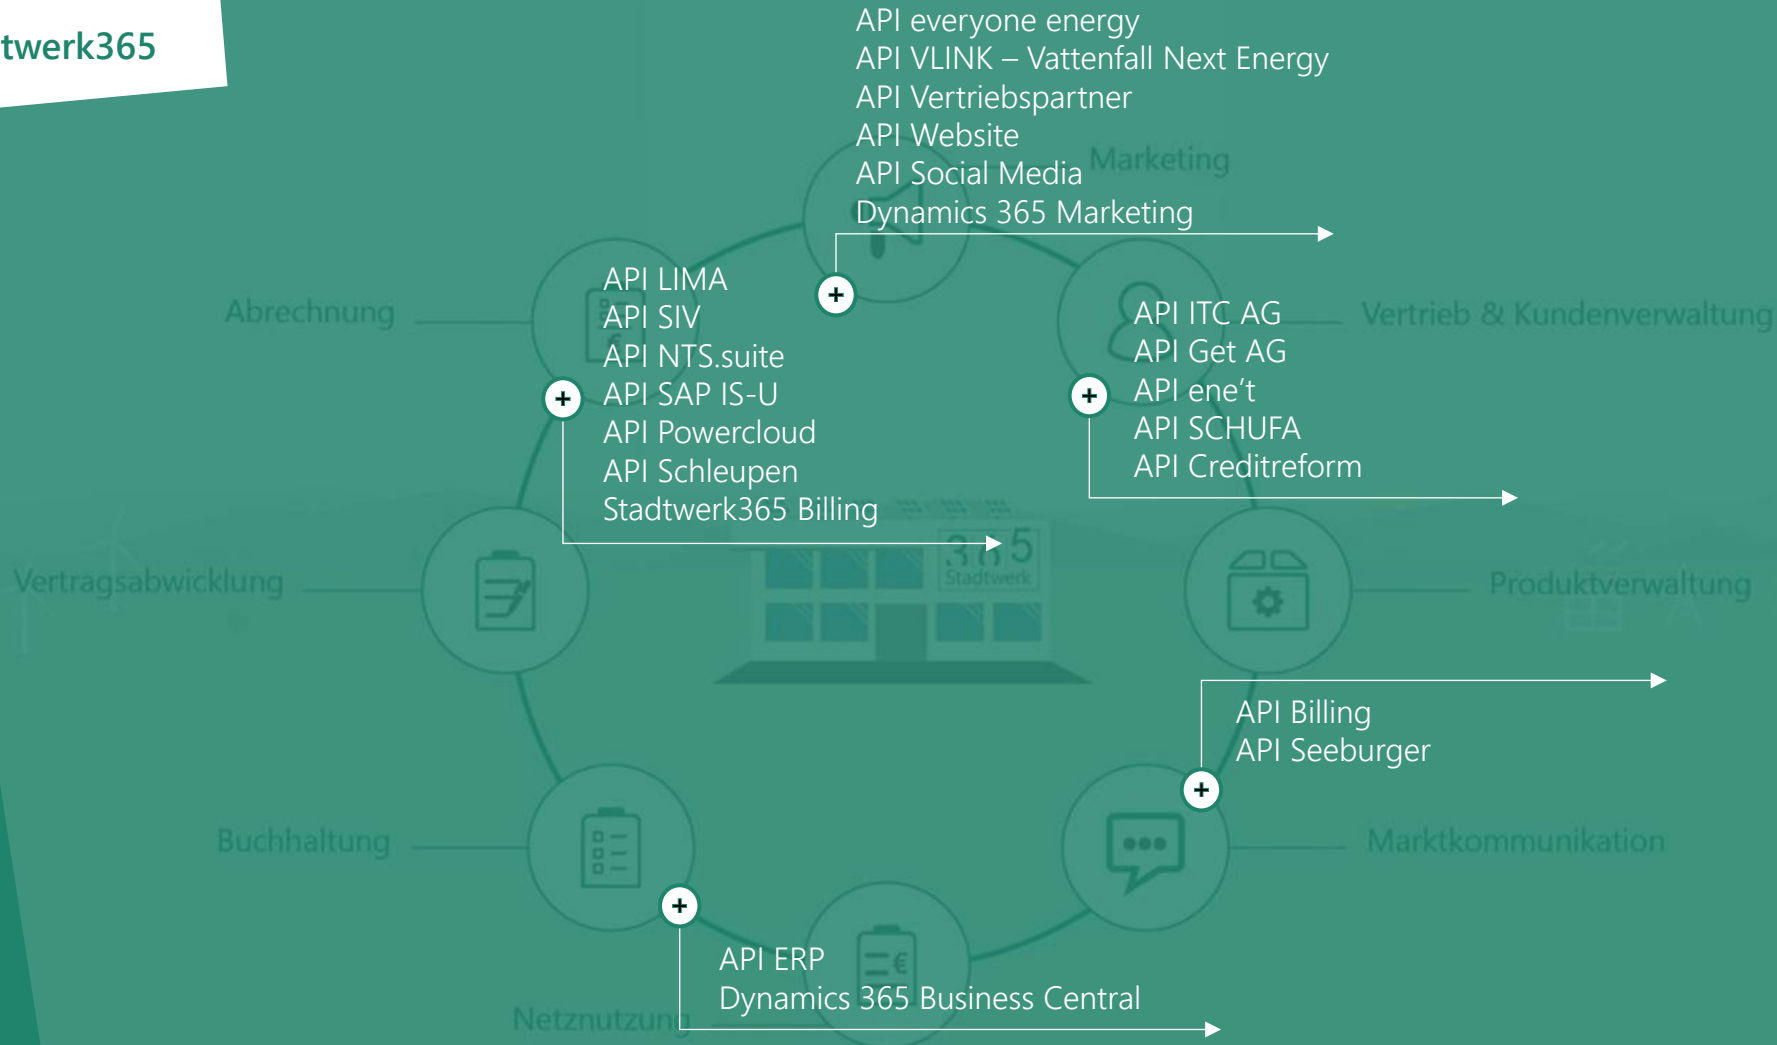 twerk365
API everyone energy
API VLINK – Vattenfall Next Energy
API Vertriebspartner
API Website
API Social Media
Dynamics 365 Marketing
Marketing
Abrechnung
API LIMA
API SIV
API NTS.suite
API SAP IS-U
API Powercloud
API Schleupen
Stadtwerk365 Billing
API ITC AG
API Get AG
API ene't
API SCHUFA
API Creditreform
Vertrieb & Kundenverwaltung
365
Stadtwerk
Vertragsabwicklung
Produktverwaltung
API Billing
API Seeburger
Buchhaltung
Marktkommunikation
API ERP
Dynamics 365 Business Central
Netznutzung